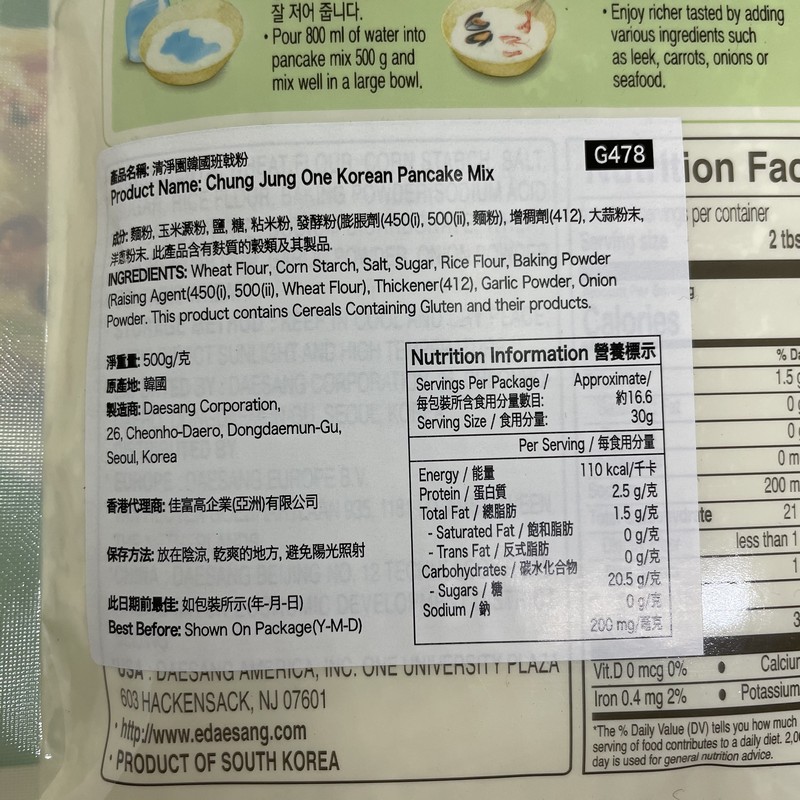 잘 저어 줍니다.
• Pour 800 ml of water into
pancake mix 500 g and
mix well in a large bowl.
• Enjoy richer tasted by adding
various ingredients such
as leek, carrots, onions or
seafood.
G478
產品名稱: 清淨園韓國班戟粉
Product Name: Chung Jung One Korean Pancake Mix
成分: 麵粉, 玉米澱粉, 鹽, 糖, 粘米粉, 發酵粉(膨脹劑(450(i), 500(ii), 麵粉), 增稠劑(412), 大蒜粉末,
洋蔥粉末. 此產品含有麩質的穀類及其製品.
INGREDIENTS: Wheat Flour, Corn Starch, Salt, Sugar, Rice Flour, Baking Powder
(Raising Agent(450(i), 500(ii), Wheat Flour), Thickener(412), Garlic Powder, Onion
Powder. This product contains Cereals Containing Gluten and their products.
淨重量: 500g/克
原產地: 韓國
製造商: Daesang Corporation,
26, Cheonho-Daero, Dongdaemun-Gu,
Seoul, Korea
香港代理商: 佳富高企業(亞洲)有限公司
保存方法: 放在陰涼, 乾爽的地方, 避免陽光照射
此日期前最佳: 如包裝所示(年-月-日)
Best Before: Shown On Package(Y-M-D)
Nutrition Information 營養標示
Servings Per Package / Approximate/
每包裝所含食用分量數目: 約16.6
Serving Size / 食用分量: 30g
Per Serving / 每食用分量
Energy / 能量 110 kcal/千卡
Protein / 蛋白質 2.5 g/克
Total Fat / 總脂肪 1.5 g/克
- Saturated Fat / 飽和脂肪 0 g/克
- Trans Fat / 反式脂肪 0 g/克
Carbohydrates / 碳水化合物 20.5 g/克
- Sugars / 糖 0 g/克
Sodium / 鈉 200 mg/毫克
per container
2 tbs
Calories
% Da
1.5 g
0 m
200 m
21
less than 1
USA : DAESANG AMERICA, INC. ONE UNIVERSITY PLAZA
603 HACKENSACK, NJ 07601
• http://www.edaesang.com
• PRODUCT OF SOUTH KOREA
Vit.D 0 mcg 0% • Calcium
Iron 0.4 mg 2% • Potassium
*The % Daily Value (DV) tells you how much
serving of food contributes to a daily diet. 2,0
day is used for general nutrition advice.